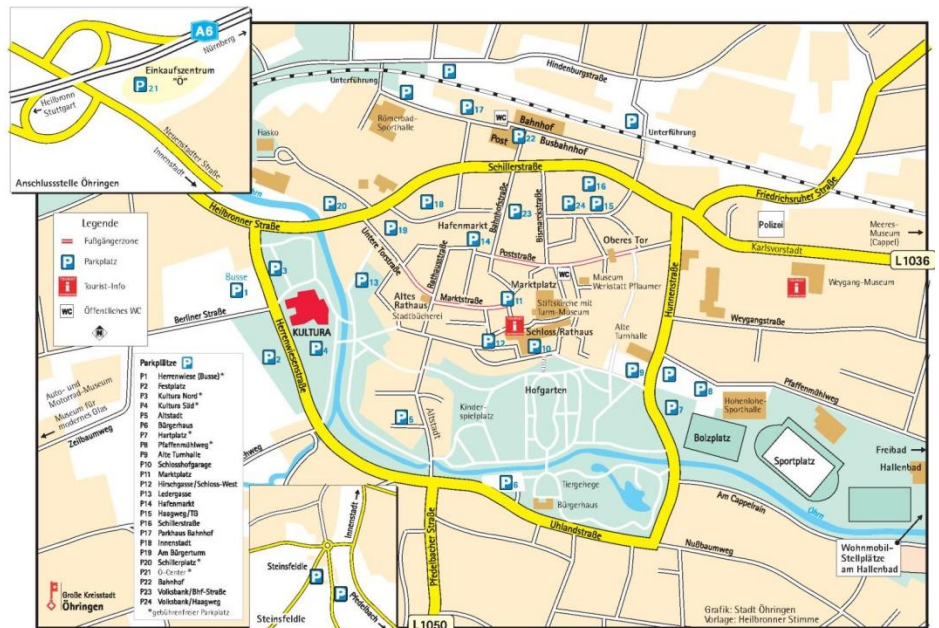 A6
Nürnberg
Einkaufszentrum
"Ö"
P 21
Heilbronn
Stuttgart
Neuenstadter Straße
Innenstadt
Anschlussstelle Öhringen
Legende
Fußgängerzone
P Parkplatz
i Tourist-Info
WC Öffentliches WC
N
Parkplätze P
P1 Herrenwiese (Busse)*
P2 Festplatz
P3 Kultura Nord*
P4 Kultura Süd*
P5 Altstadt
P6 Bürgerhaus
P7 Hartplatz*
P8 Pfaffenmühlweg*
P9 Alte Turnhalle
P10 Schlosshofgarage
P11 Marktplatz
P12 Hirschgasse/Schloss-West
P13 Ledergasse
P14 Hafenmarkt
P15 Haagweg/TG
P16 Schillerstraße
P17 Parkhaus Bahnhof
P18 Innenstadt
P19 Am Bürgerturm
P20 Schillerplatz*
P21 Ö-Center*
P22 Bahnhof
P23 Volksbank/Bhf-Straße
P24 Volksbank/Haagweg
*gebührenfreier Parkplatz
Große Kreisstadt
Öhringen
Unterführung
Hindenburgstraße
P
P
P 17
WC
Bahnhof
Post
P 22
Busbahnhof
P
Unterführung
Römerbad-
Sporthalle
Fiasko
Ohrn
Schillerstraße
Heilbronner Straße
Friedrichsruher Straße
P 20
P 19
P 19
Untere Torstraße
Hafenmarkt
P 14
Bahnhofstraße
P 23
Bismarckstraße
P 16
P 24
P 15
Oberes Tor
Poststraße
Rathausstraße
WC
Museum
Werkstatt Pflaumer
Polizei
Karlsvorstadt
Meeres-
Museum
(Cappel)
L1036
Weygang-Museum
Weygangstraße
Hunnenstraße
Busse
P 1
P 3
P 13
Berliner Straße
KULTURA
P 4
P 2
Herrenwiesenstraße
Altes
Rathaus
Stadtbücherei
Marktstraße
Marktplatz
P 11
Stiftskirche mit
Turm-Museum
Schloss/Rathaus
P 12
P 10
Alte
Turnhalle
P 9
P 8
P 7
Pfaffenmühlweg
Hohenlohe-
Sporthalle
Bolzplatz
Sportplatz
Freibad
Hallenbad
Hofgarten
Kinder-
spielplatz
Altstadt
P 5
Auto- und
Motorrad-Museum
Museum für
modernes Glas
Zeilbaumweg
P 6
Tiergehege
Bürgerhaus
Uhlandstraße
Am Cappelrain
Ohrn
Nußbaumweg
Pfedelbacher Straße
L1050
Wohnmobil-
Stellplätze
am Hallenbad
Innenstadt
Steinsfeldle
P
P
Pfedelbach
Steinsfeldle
Grafik: Stadt Öhringen
Vorlage: Heilbronner Stimme